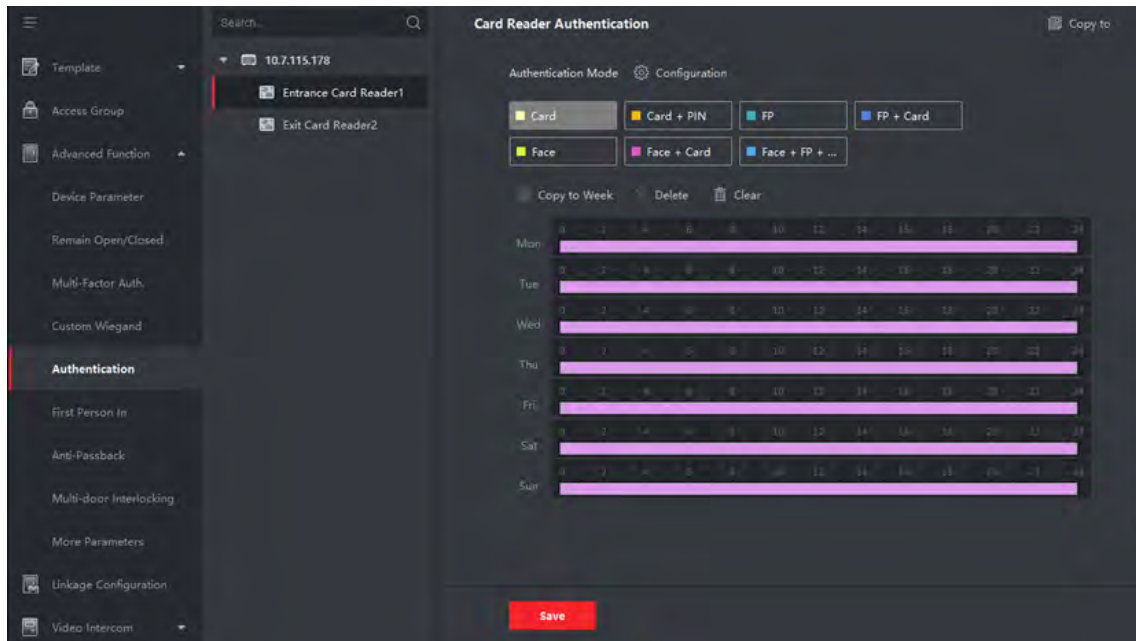 Search...
Card Reader Authentication
Copy to
Template
10.7.115.178
Authentication Mode
Configuration
Entrance Card Reader1
Access Group
Card
Card + PIN
FP
FP + Card
Exit Card Reader2
Advanced Function
Face
Face + Card
Face + FP + ...
Device Parameter
Copy to Week
Delete
Clear
Remain Open/Closed
Mon
Multi-Factor Auth.
Tue
Custom Wiegand
Wed
Authentication
Thu
First Person In
Fri
Anti-Passback
Sat
Multi-door Interlocking
Sun
More Parameters
Linkage Configuration
Save
Video Intercom